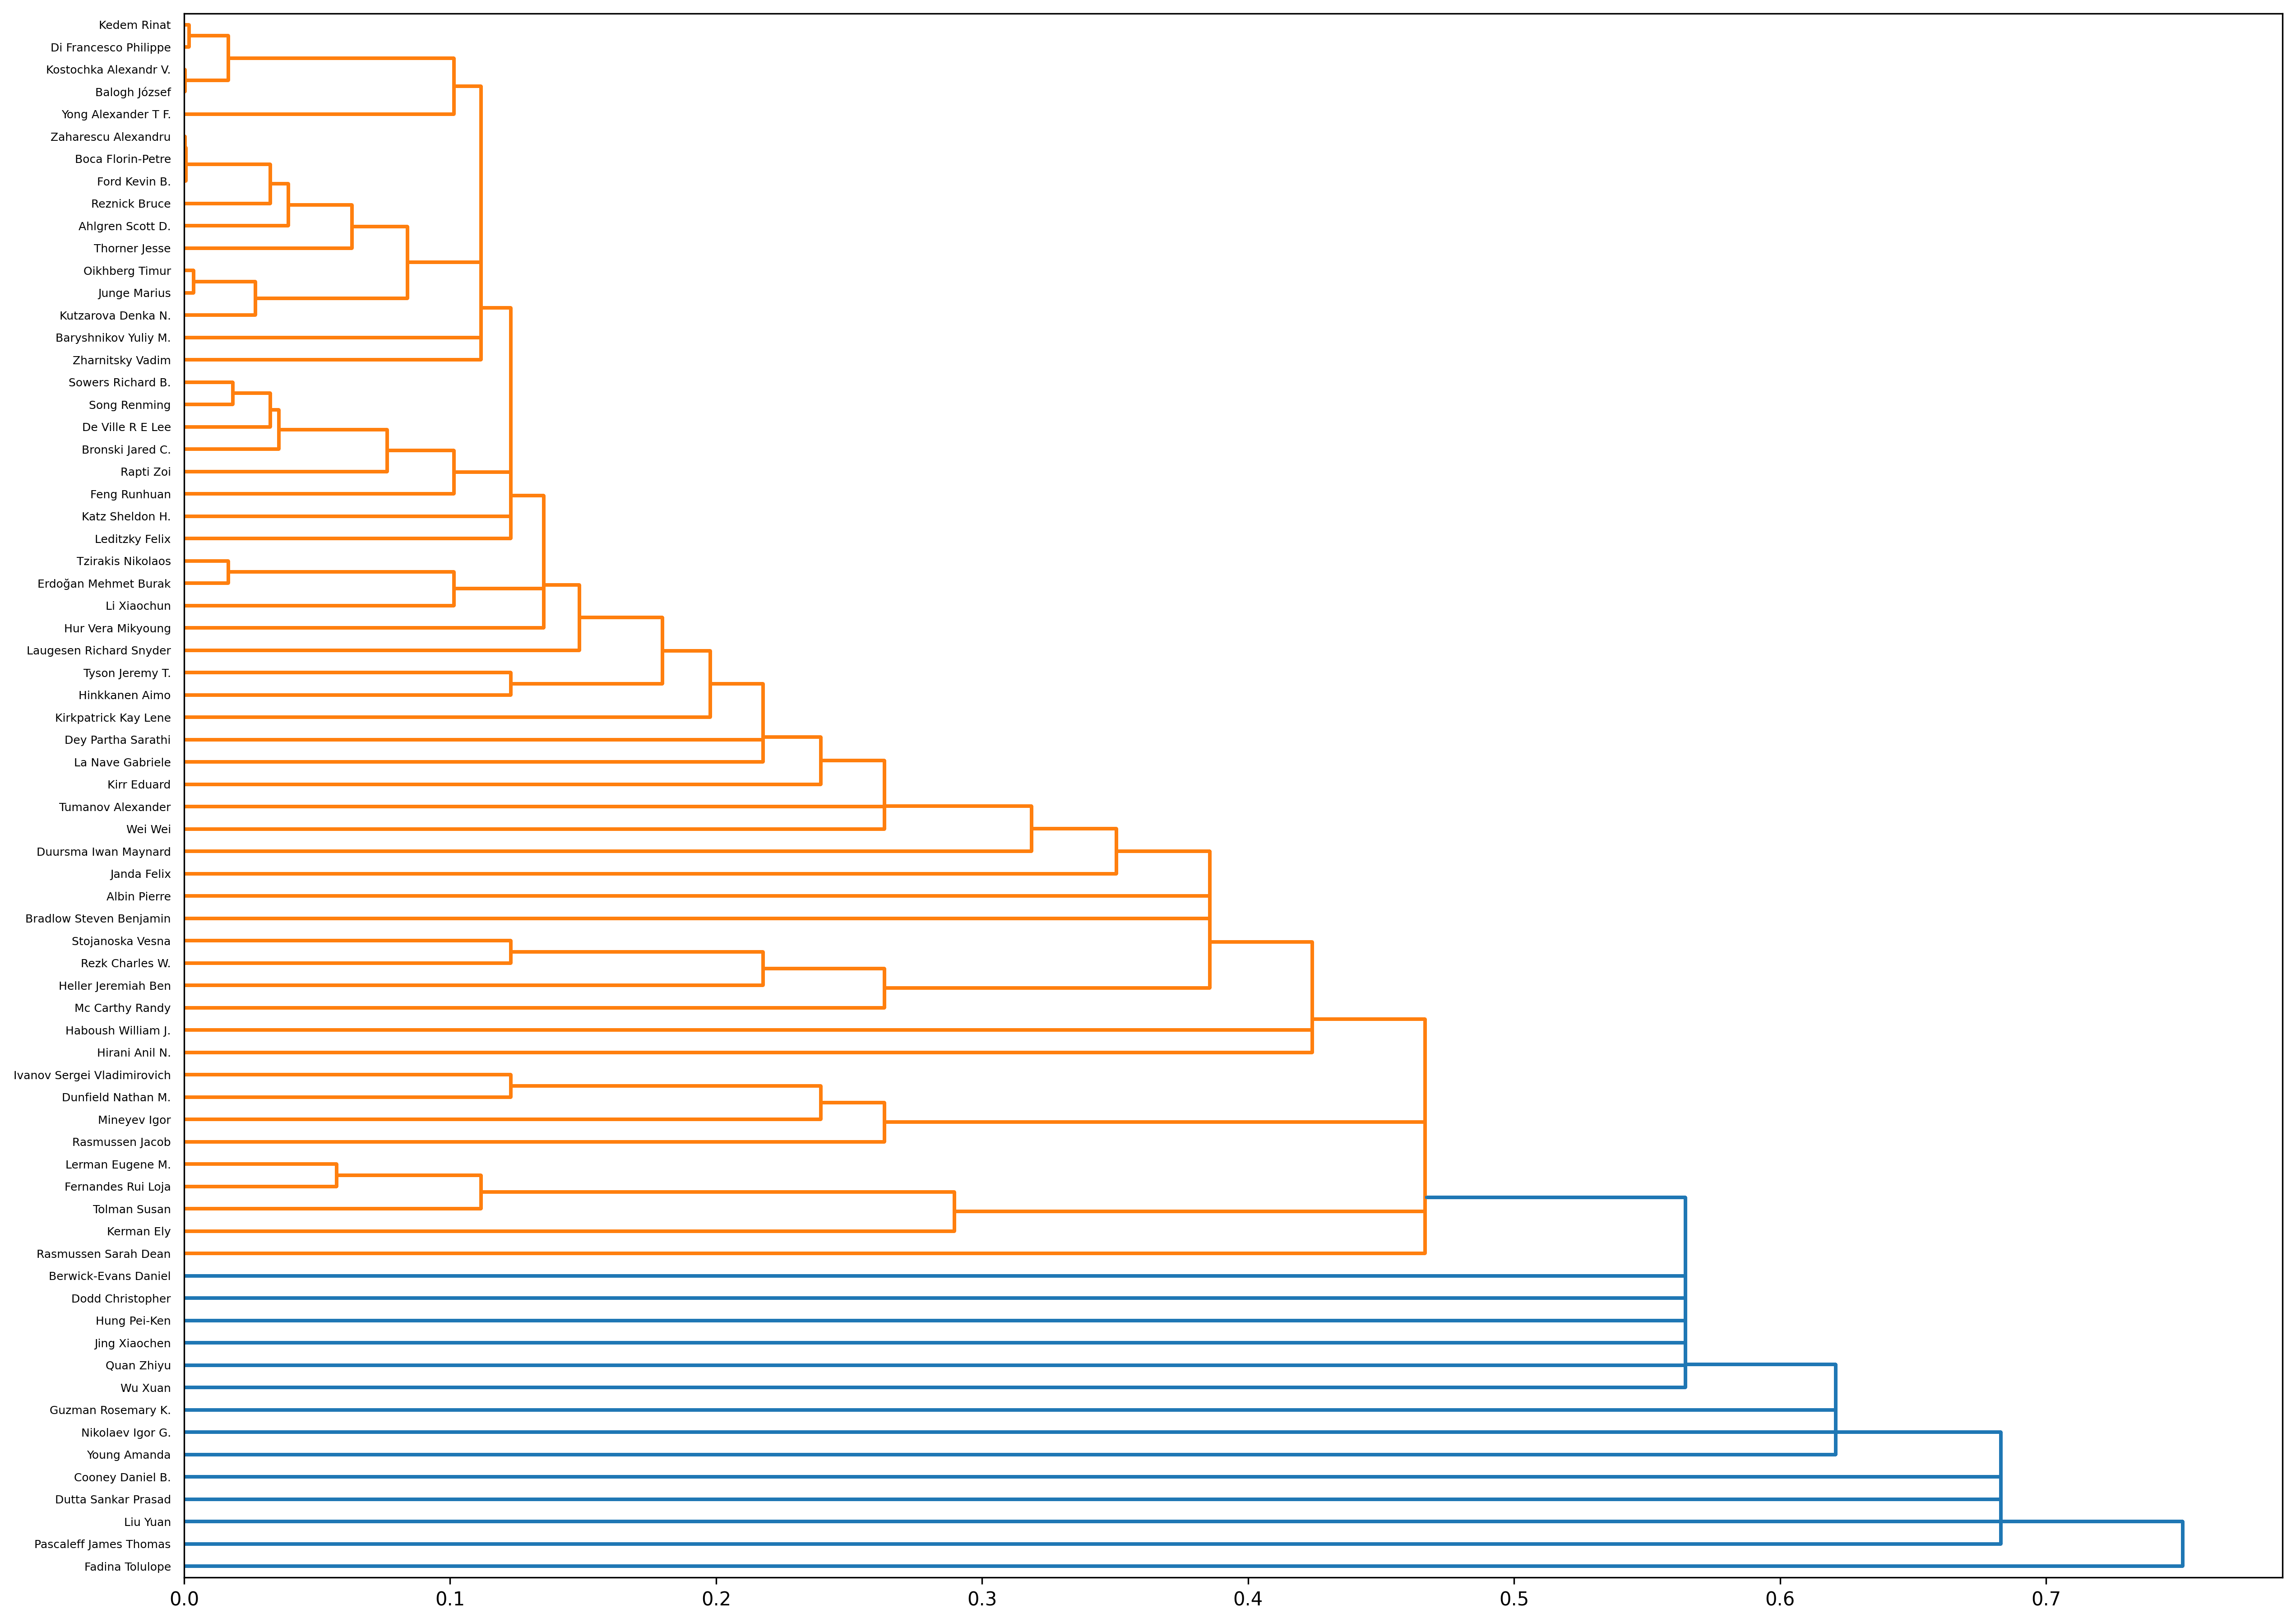 Kedem Rinat
Di Francesco Philippe
Kostochka Alexandr V.
Balogh József
Yong Alexander T F.
Zaharescu Alexandru
Boca Florin-Petre
Ford Kevin B.
Reznick Bruce
Ahlgren Scott D.
Thorner Jesse
Oikhberg Timur
Junge Marius
Kutzarova Denka N.
Baryshnikov Yuliy M.
Zharnitsky Vadim
Sowers Richard B.
Song Renming
De Ville R E Lee
Bronski Jared C.
Rapti Zoi
Feng Runhuan
Katz Sheldon H.
Leditzky Felix
Tzirakis Nikolaos
Erdoğan Mehmet Burak
Li Xiaochun
Hur Vera Mikyoung
Laugesen Richard Snyder
Tyson Jeremy T.
Hinkkanen Aimo
Kirkpatrick Kay Lene
Dey Partha Sarathi
La Nave Gabriele
Kirr Eduard
Tumanov Alexander
Wei Wei
Duursma Iwan Maynard
Janda Felix
Albin Pierre
Bradlow Steven Benjamin
Stojanoska Vesna
Rezk Charles W.
Heller Jeremiah Ben
Mc Carthy Randy
Haboush William J.
Hirani Anil N.
Ivanov Sergei Vladimirovich
Dunfield Nathan M.
Mineyev Igor
Rasmussen Jacob
Lerman Eugene M.
Fernandes Rui Loja
Tolman Susan
Kerman Ely
Rasmussen Sarah Dean
Berwick-Evans Daniel
Dodd Christopher
Hung Pei-Ken
Jing Xiaochen
Quan Zhiyu
Wu Xuan
Guzman Rosemary K.
Nikolaev Igor G.
Young Amanda
Cooney Daniel B.
Dutta Sankar Prasad
Liu Yuan
Pascaleff James Thomas
Fadina Tolulope
0.0 0.1 0.2 0.3 0.4 0.5 0.6 0.7